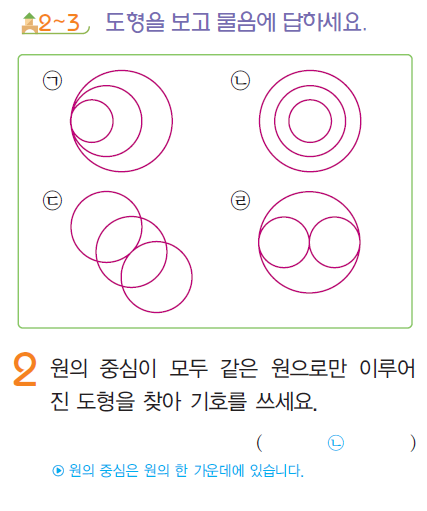 2~3 도형을 보고 물음에 답하세요.
㉠ ㉡
㉢ ㉣
2 원의 중심이 모두 같은 원으로만 이루어
진 도형을 찾아 기호를 쓰세요.
( ㉡ )
원의 중심은 원의 한 가운데에 있습니다.